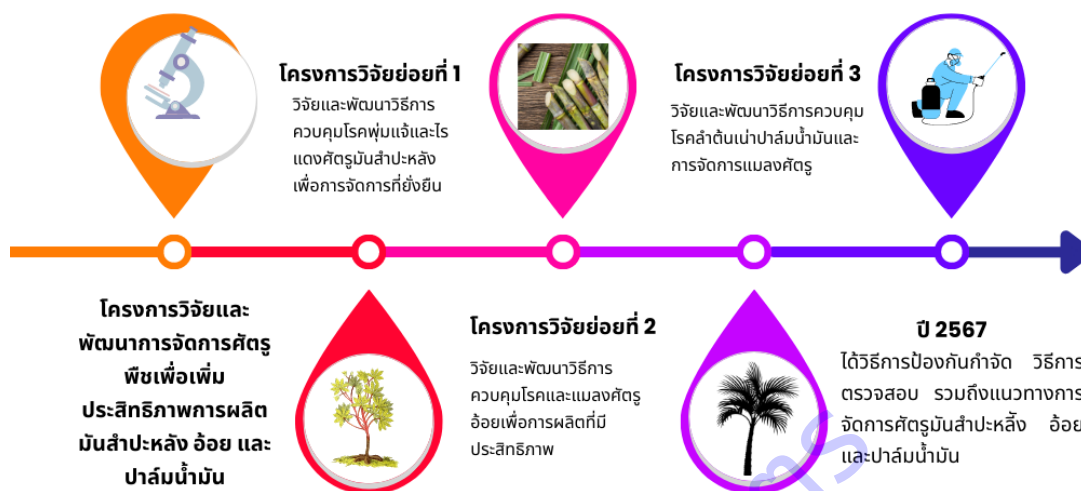 โครงการวิจัยย่อยที่ 1
วิจัยและพัฒนาวิธีการ
ควบคุมโรคพุ่มแจ้และไร
แดงศัตรูมันสำปะหลัง
เพื่อการจัดการที่ยั่งยืน
โครงการวิจัยย่อยที่ 3
วิจัยและพัฒนาวิธีการควบคุม
โรคลำต้นเน่าปาล์มน้ำมันและ
การจัดการแมลงศัตรู
โครงการวิจัยและ
พัฒนาการจัดการศัตรู
พืชเพื่อเพิ่ม
ประสิทธิภาพการผลิต
มันสำปะหลัง อ้อย และ
ปาล์มน้ำมัน
โครงการวิจัยย่อยที่ 2
วิจัยและพัฒนาวิธีการ
ควบคุมโรคและแมลงศัตรู
อ้อยเพื่อการผลิตที่มี
ประสิทธิภาพ
ปี 2567
ได้วิธีการป้องกันกำจัด วิธีการ
ตรวจสอบ รวมถึงแนวทางการ
จัดการศัตรูมันสำปะหลััง อ้อย
และปาล์มน้ำมัน